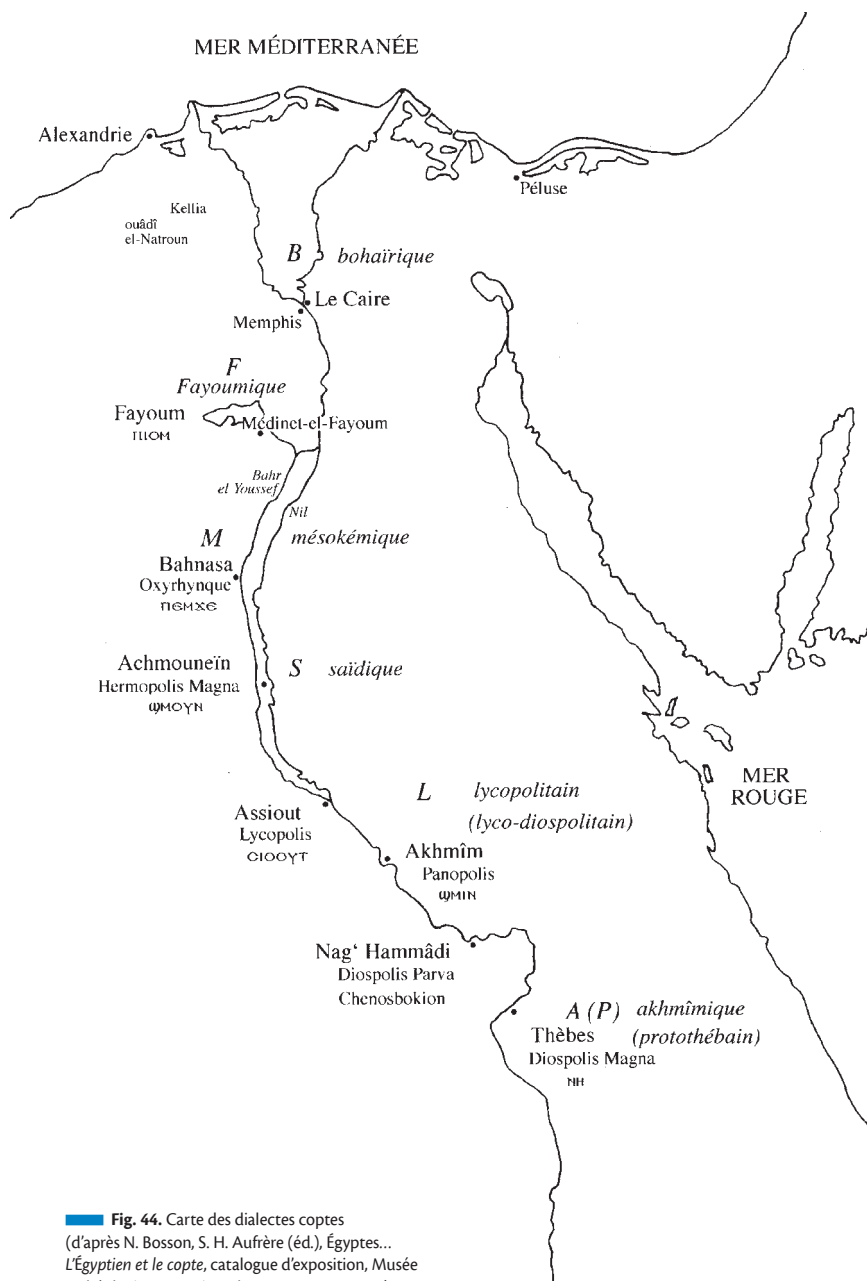 MER MÉDITERRANÉE
Alexandrie
Péluse
Kellia
ouâdî
el-Natroun
B bohaïrique
Le Caire
Memphis
F
Fayoumique
Fayoum
Médinet-el-Fayoum
ⲠⲓⲟⲘ
Bahr
el Youssef
Nil
M mésokémique
Bahnasa
Oxyrhynque
ⲡⲉⲙϫⲉ
Achmouneïn
S saïdique
Hermopolis Magna
ϣⲙⲟⲩⲛ
MER
ROUGE
L lycopolitain
(lyco-diospolitain)
Assiout
Lycopolis
ⲥⲓⲟⲟⲩⲧ
Akhmîm
Panopolis
ϣⲙⲓⲛ
Nag‘ Hammâdi
Diospolis Parva
Chenosbokion
A (P) akhmîmique
(protothébain)
Thèbes
Diospolis Magna
ⲛⲏ
Fig. 44. Carte des dialectes coptes
(d'après N. Bosson, S. H. Aufrère (éd.), Égyptes...
L'Égyptien et le copte, catalogue d'exposition, Musée